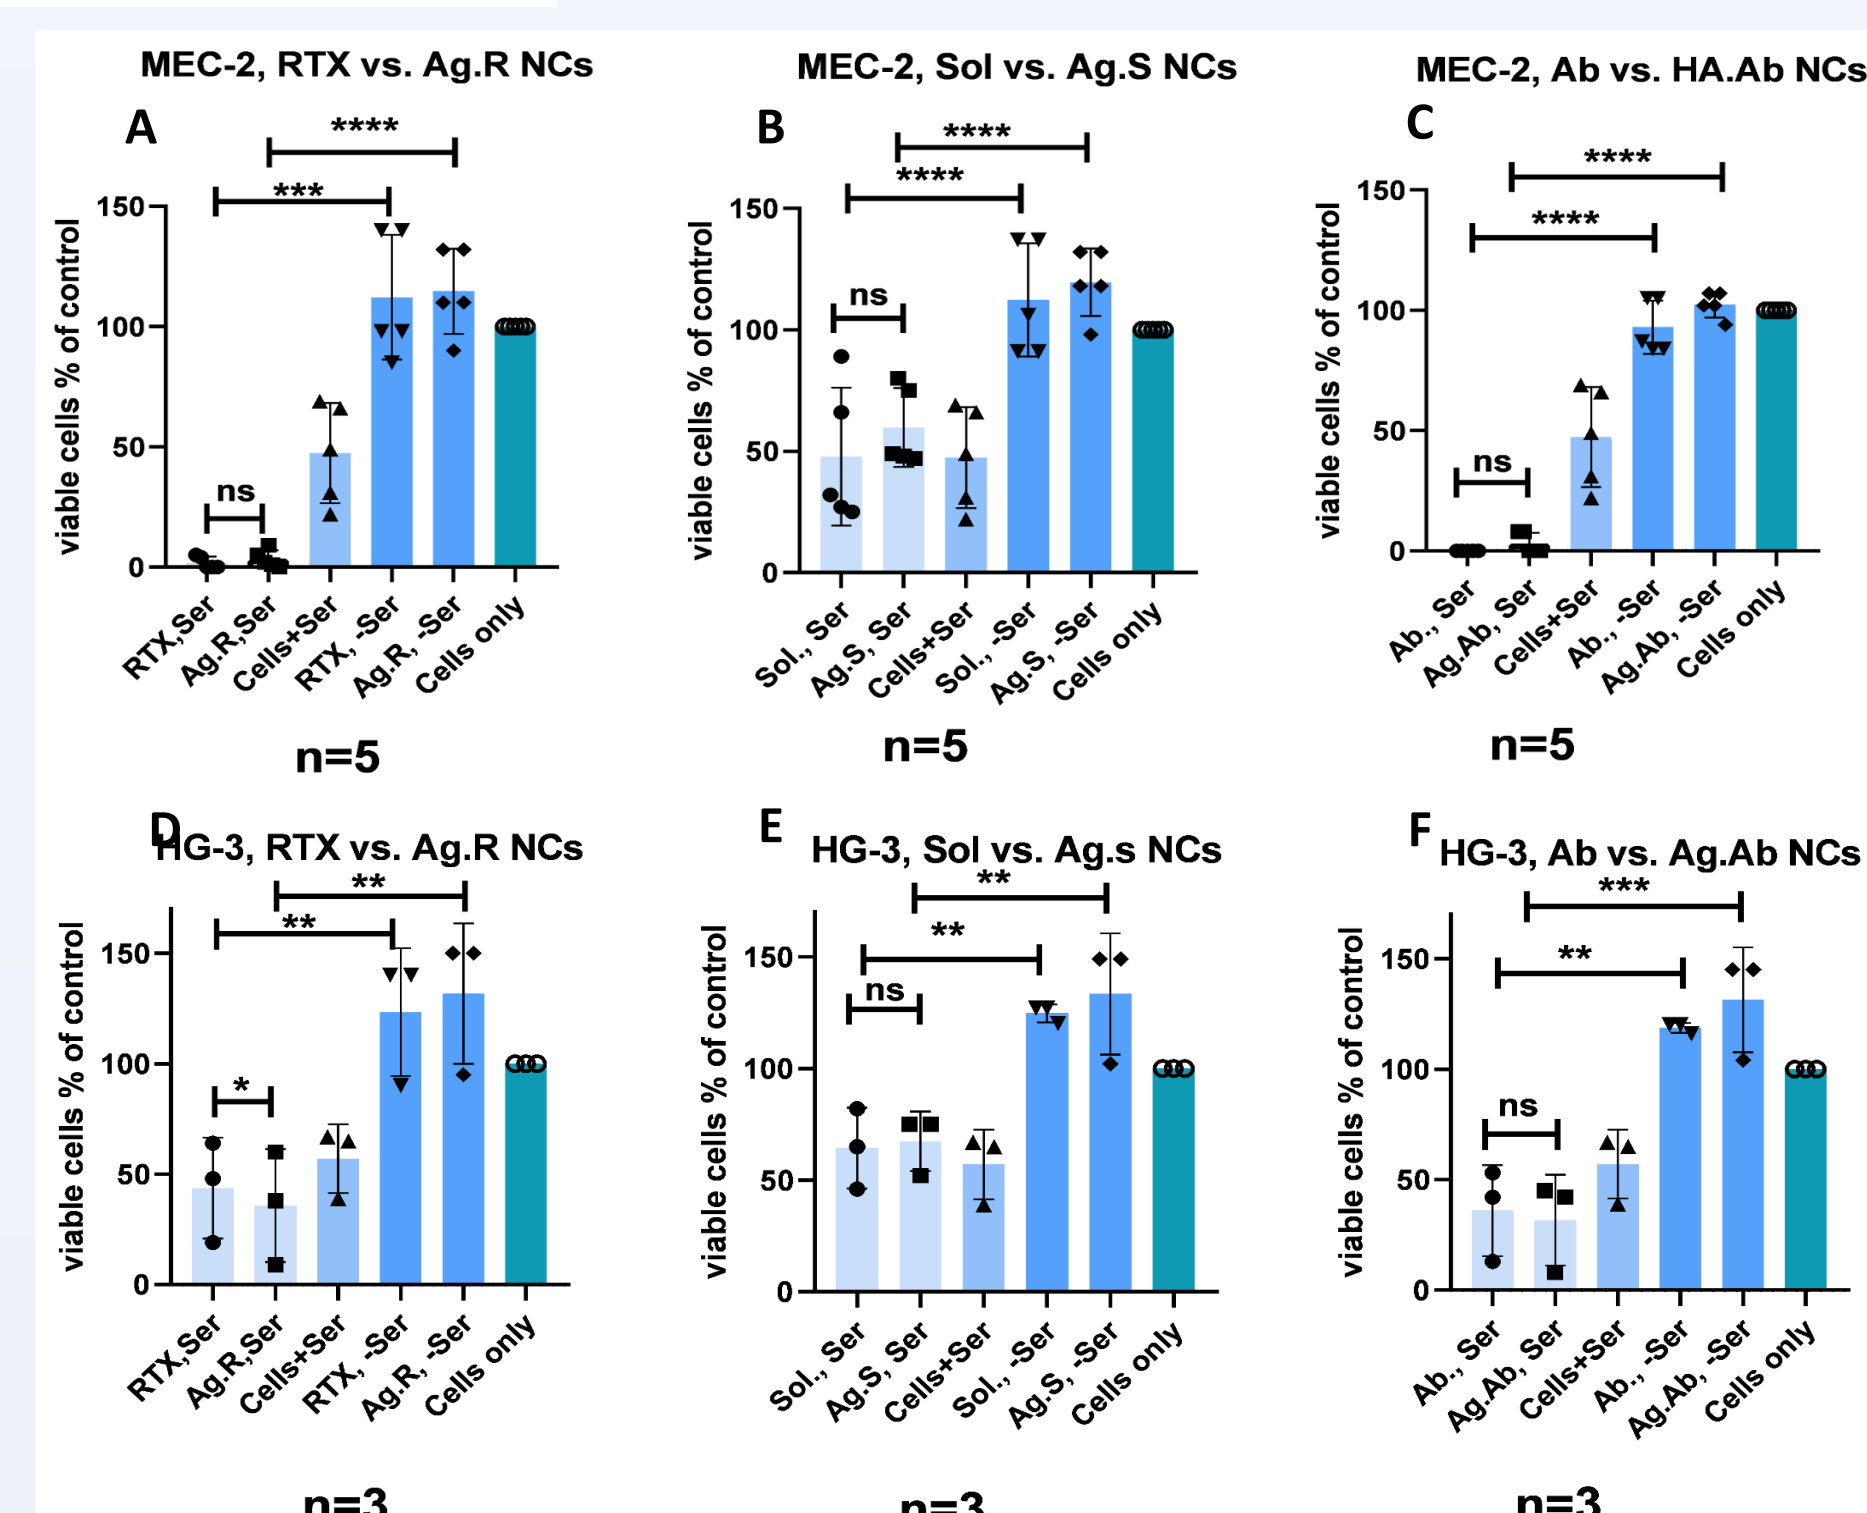 MEC-2, RTX vs. Ag.R NCs
A
****
***
150
100
50
0
viable cells % of control
ns
RTX,Ser
Ag.R,Ser
Cells+Ser
RTX, -Ser
Ag.R, -Ser
Cells only
n=5
MEC-2, Sol vs. Ag.S NCs
B
****
****
150
100
50
0
viable cells % of control
ns
Sol., Ser
Ag.S, Ser
Cells+Ser
Sol., -Ser
Ag.S, -Ser
Cells only
n=5
MEC-2, Ab vs. HA.Ab NCs
C
****
****
150
100
50
0
viable cells % of control
ns
Ab., Ser
Ag.Ab, Ser
Cells+Ser
Ab., -Ser
Ag.Ab, -Ser
Cells only
n=5
D
HG-3, RTX vs. Ag.R NCs
**
**
150
100
50
0
viable cells % of control
*
RTX,Ser
Ag.R,Ser
Cells+Ser
RTX, -Ser
Ag.R, -Ser
Cells only
n=3
E
HG-3, Sol vs. Ag.s NCs
**
**
150
100
50
0
viable cells % of control
ns
Sol., Ser
Ag.S, Ser
Cells+Ser
Sol., -Ser
Ag.S, -Ser
Cells only
n=3
F
HG-3, Ab vs. Ag.Ab NCs
***
**
150
100
50
0
viable cells % of control
ns
Ab., Ser
Ag.Ab, Ser
Cells+Ser
Ab., -Ser
Ag.Ab, -Ser
Cells only
n=3